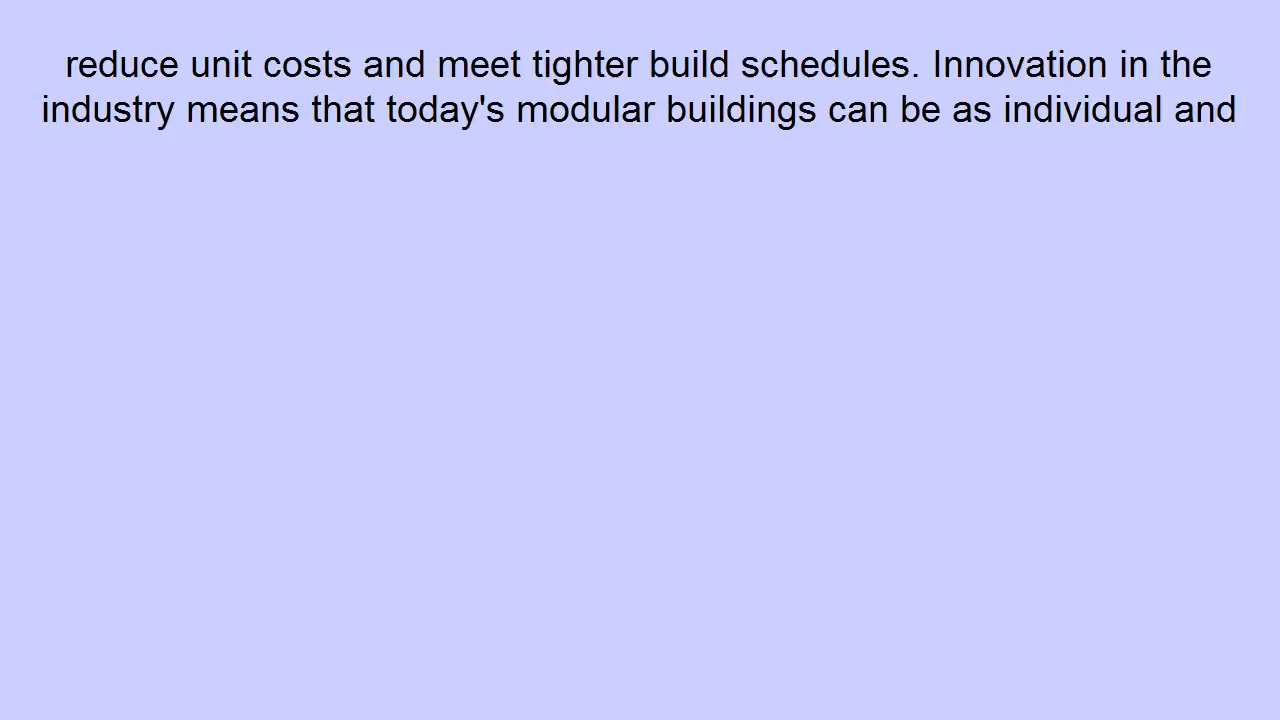 reduce unit costs and meet tighter build schedules. Innovation in the
industry means that today's modular buildings can be as individual and